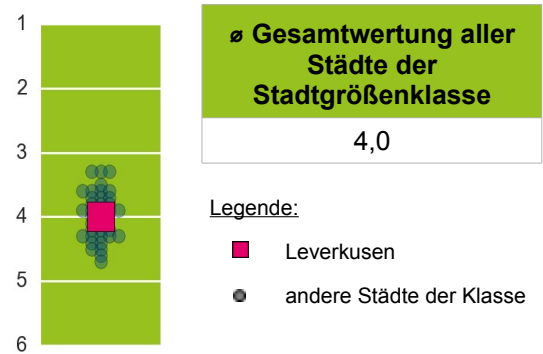 1
2
3
4
5
6
ø Gesamtwertung aller
Städte der
Stadtgrößenklasse
4,0
Legende:
Leverkusen
andere Städte der Klasse